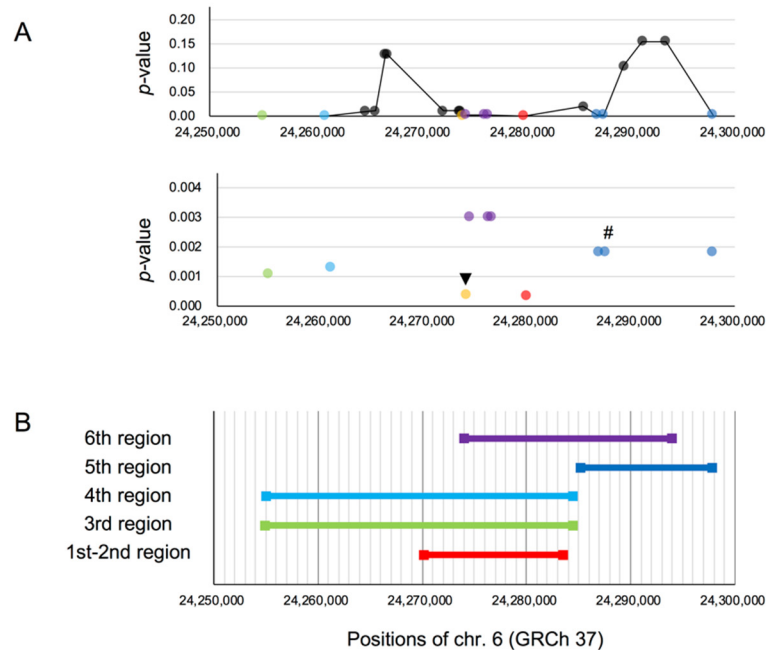 A
p-value
0.20
0.15
0.10
0.05
0.00
24,250,000 24,260,000 24,270,000 24,280,000 24,290,000 24,300,000
p-value
0.004
0.003
0.002
0.001
0.000
#
24,250,000 24,260,000 24,270,000 24,280,000 24,290,000 24,300,000
B
6th region
5th region
4th region
3rd region
1st-2nd region
24,250,000 24,260,000 24,270,000 24,280,000 24,290,000 24,300,000
Positions of chr. 6 (GRCh 37)